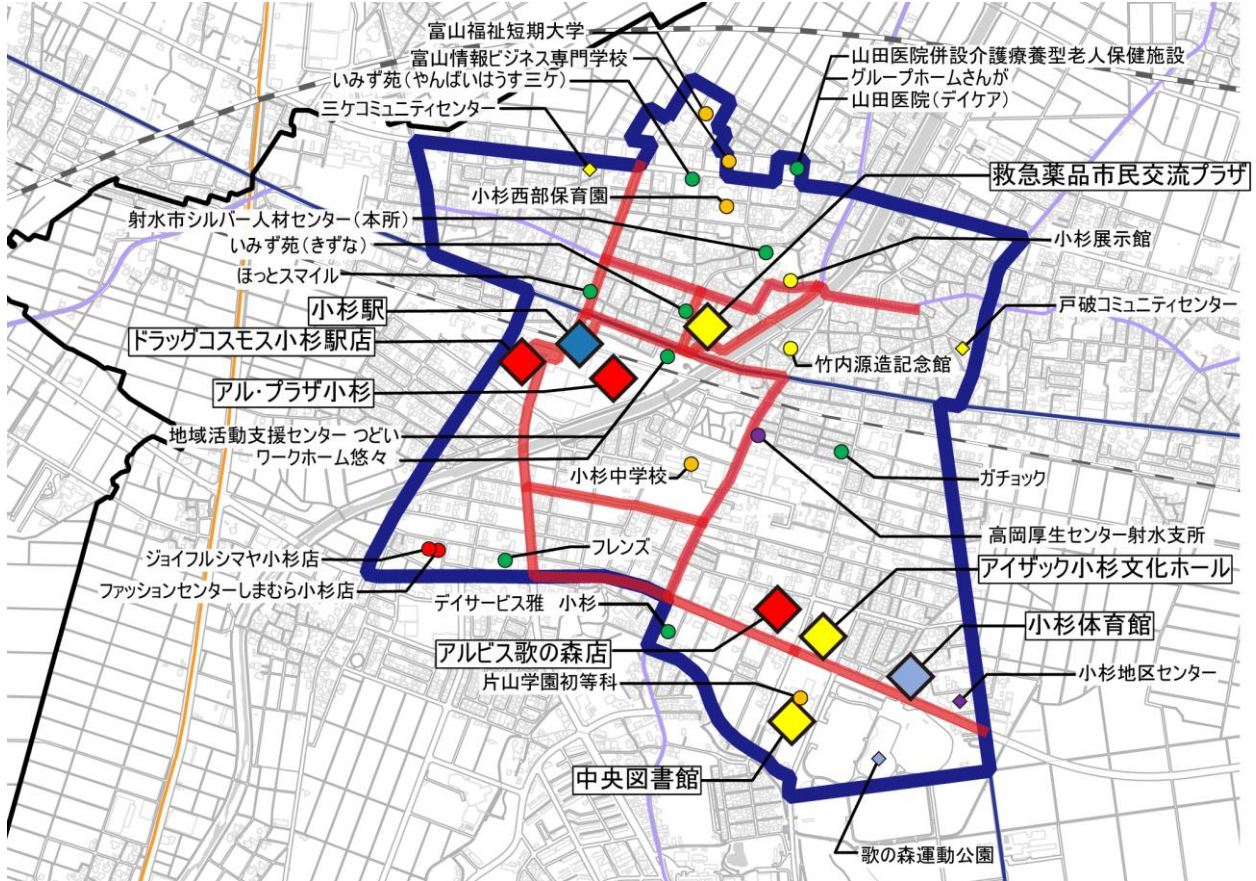 富山福祉短期大学
富山情報ビジネス専門学校
いみず苑(やんばいはうす三ケ)
三ケコミュニティセンター
山田医院併設介護療養型老人保健施設
グループホームさんが
山田医院(デイケア)
救急薬品市民交流プラザ
小杉西部保育園
射水市シルバー人材センター(本所)
いみず苑(きずな)
ほっとスマイル
小杉展示館
小杉駅
戸破コミュニティセンター
ドラッグコスモス小杉駅店
竹内源造記念館
アル・プラザ小杉
地域活動支援センター つどい
ワークホーム悠々
小杉中学校
ガチョック
高岡厚生センター射水支所
ジョイフルシマヤ小杉店
フレンズ
アイザック小杉文化ホール
ファッションセンターしまむら小杉店
デイサービス雅 小杉
小杉体育館
アルビス歌の森店
片山学園初等科
小杉地区センター
中央図書館
歌の森運動公園